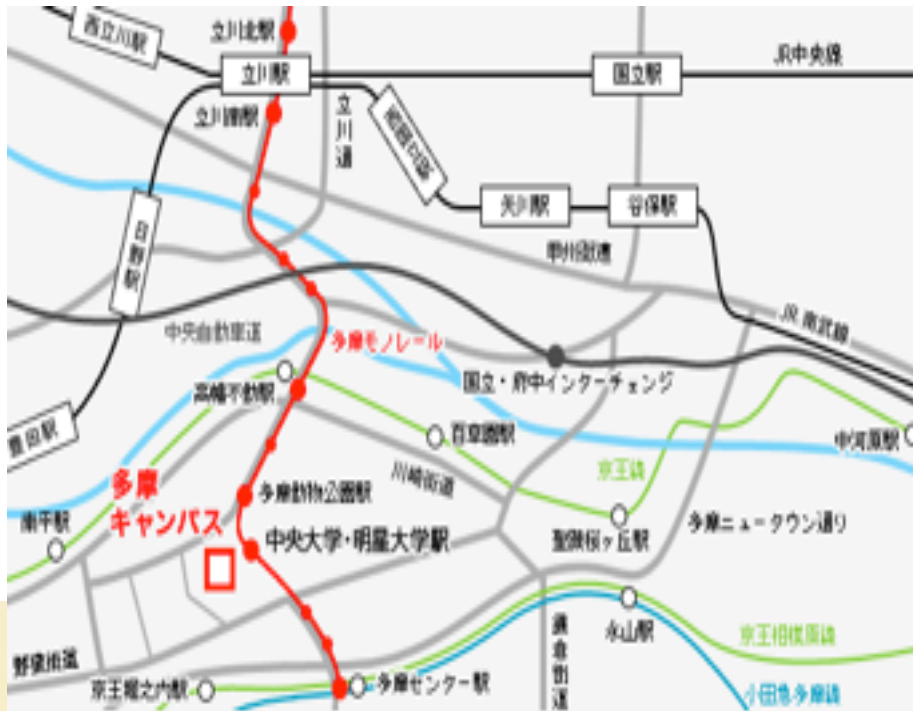 立川北駅
西立川駅
立川駅
国立駅
JR中央線
立川南駅
立川通
西国立駅
矢川駅
谷保駅
日野駅
甲州街道
JR南武線
中央自動車道
多摩モノレール
国立・府中インターチェンジ
高幡不動駅
豊田駅
百草園駅
中河原駅
川崎街道
京王線
多摩
キャンパス
多摩動物公園駅
南平駅
中央大学・明星大学駅
聖蹟桜ヶ丘駅
多摩ニュータウン通り
野猿街道
鎌倉街道
永山駅
京王相模原線
京王堀之内駅
多摩センター駅
小田急多摩線